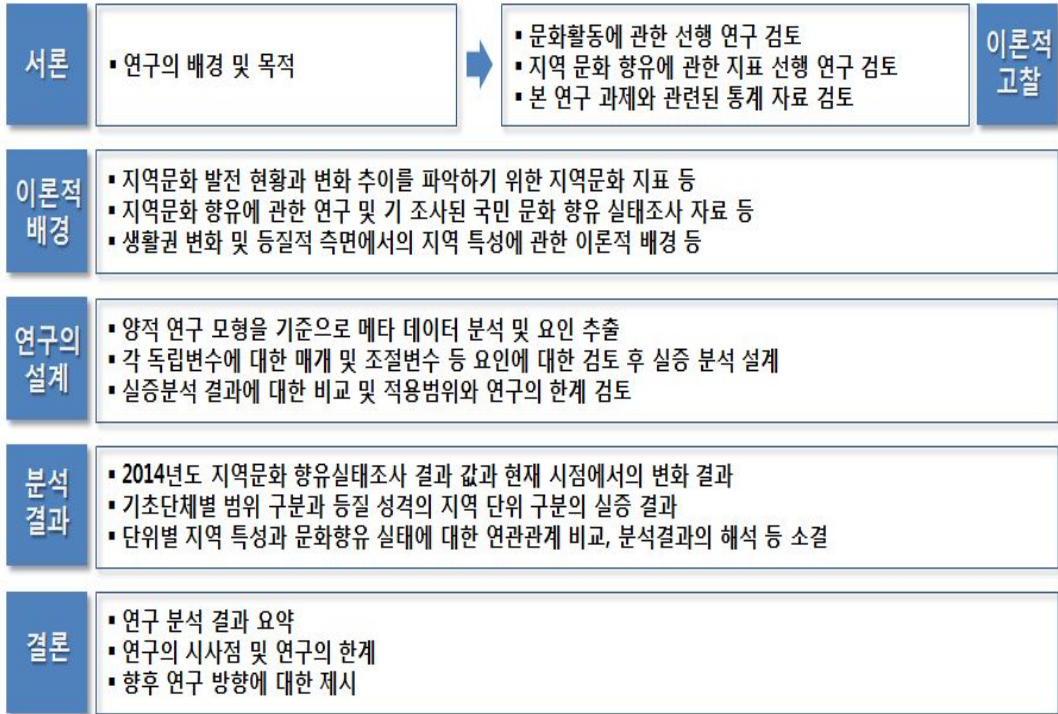 서론
▪ 연구의 배경 및 목적
▪ 문화활동에 관한 선행 연구 검토
▪ 지역 문화 향유에 관한 지표 선행 연구 검토
▪ 본 연구 과제와 관련된 통계 자료 검토
이론적
고찰
이론적
배경
▪ 지역문화 발전 현황과 변화 추이를 파악하기 위한 지역문화 지표 등
▪ 지역문화 향유에 관한 연구 및 기 조사된 국민 문화 향유 실태조사 자료 등
▪ 생활권 변화 및 등질적 측면에서의 지역 특성에 관한 이론적 배경 등
연구의
설계
▪ 양적 연구 모형을 기준으로 메타 데이터 분석 및 요인 추출
▪ 각 독립변수에 대한 매개 및 조절변수 등 요인에 대한 검토 후 실증 분석 설계
▪ 실증분석 결과에 대한 비교 및 적용범위와 연구의 한계 검토
분석
결과
▪ 2014년도 지역문화 향유실태조사 결과 값과 현재 시점에서의 변화 결과
▪ 기초단체별 범위 구분과 등질 성격의 지역 단위 구분의 실증 결과
▪ 단위별 지역 특성과 문화향유 실태에 대한 연관관계 비교, 분석결과의 해석 등 소결
결론
▪ 연구 분석 결과 요약
▪ 연구의 시사점 및 연구의 한계
▪ 향후 연구 방향에 대한 제시